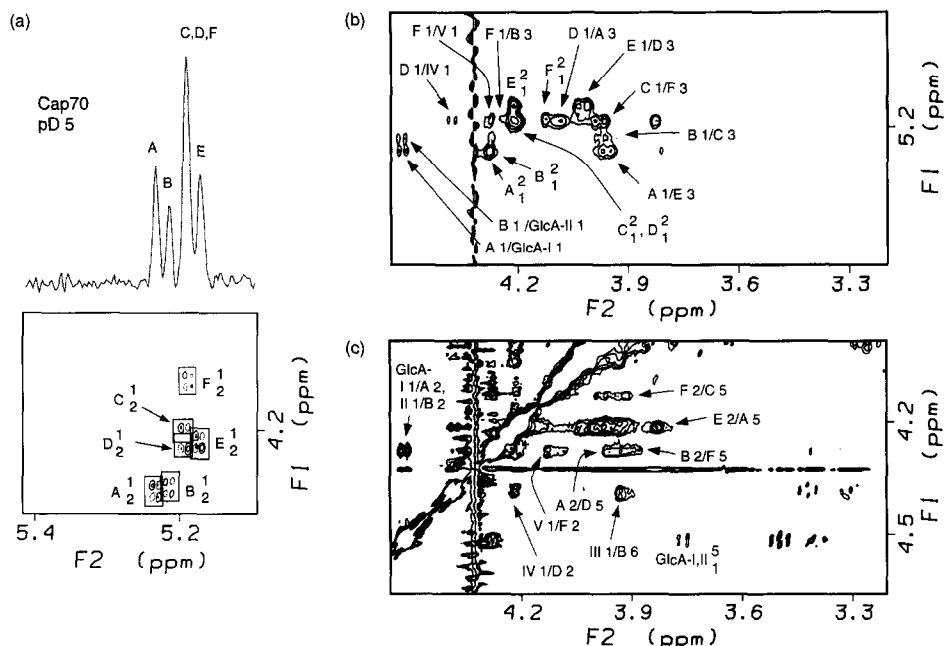 (a)
C,D,F
Cap70
pD 5
A
B
E
C 1 2
D 1 2
A 1 2
B 1 2
E 1 2
F 1 2
4.2
F1 (ppm)
5.4
5.2
F2 (ppm)
(b)
F 1/V 1
F 1/B 3
D 1/A 3
E 1/D 3
D 1/IV 1
E 2 1
F 2 1
C 1/F 3
B 1/C 3
A 1/E 3
A 2 1
B 2 1
C 2 1, D 2 1
B 1/GlcA-II 1
A 1/GlcA-I 1
5.2
F1 (ppm)
4.2
3.9
3.6
3.3
F2 (ppm)
(c)
GlcA-
I 1/A 2,
II 1/B 2
F 2/C 5
E 2/A 5
B 2/F 5
A 2/D 5
V 1/F 2
III 1/B 6
IV 1/D 2
GlcA-I,II 5 1
4.2
4.5
F1 (ppm)
4.2
3.9
3.6
3.3
F2 (ppm)